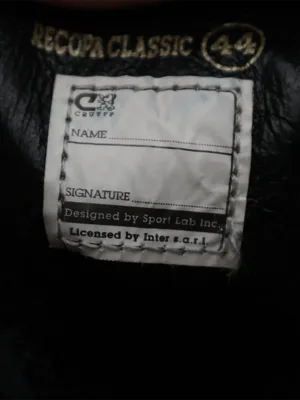 RECOPA CLASSIC 44
CRUYFF
NAME
SIGNATURE
Designed by Sport Lab Inc.
Licensed by Inter s.a.r.l